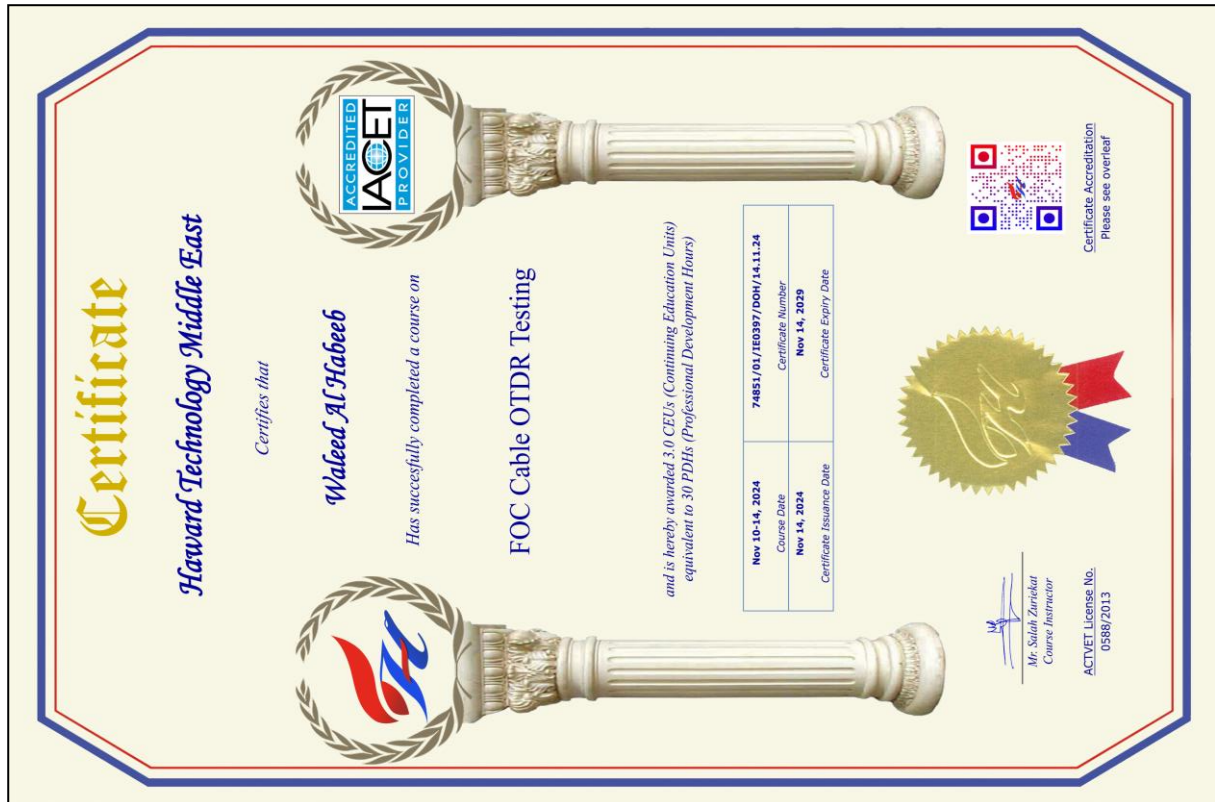 Certificate
Haward Technology Middle East
Certifies that
Waleed Al Habeeb
Has succesfully completed a course on
FOC Cable OTDR Testing
and is hereby awarded 3.0 CEUs (Continuing Education Units)
equivalent to 30 PDHs (Professional Development Hours)
Nov 10-14, 2024
Course Date
74851/01/IE0397/DOH/14.11.24
Certificate Number
Nov 14, 2024
Certificate Issuance Date
Nov 14, 2029
Certificate Expiry Date
ACCREDITED
IACET
PROVIDER
Mr. Salah Zuriekat
Course Instructor
ACTVET License No.
0588/2013
Certificate Accreditation
Please see overleaf